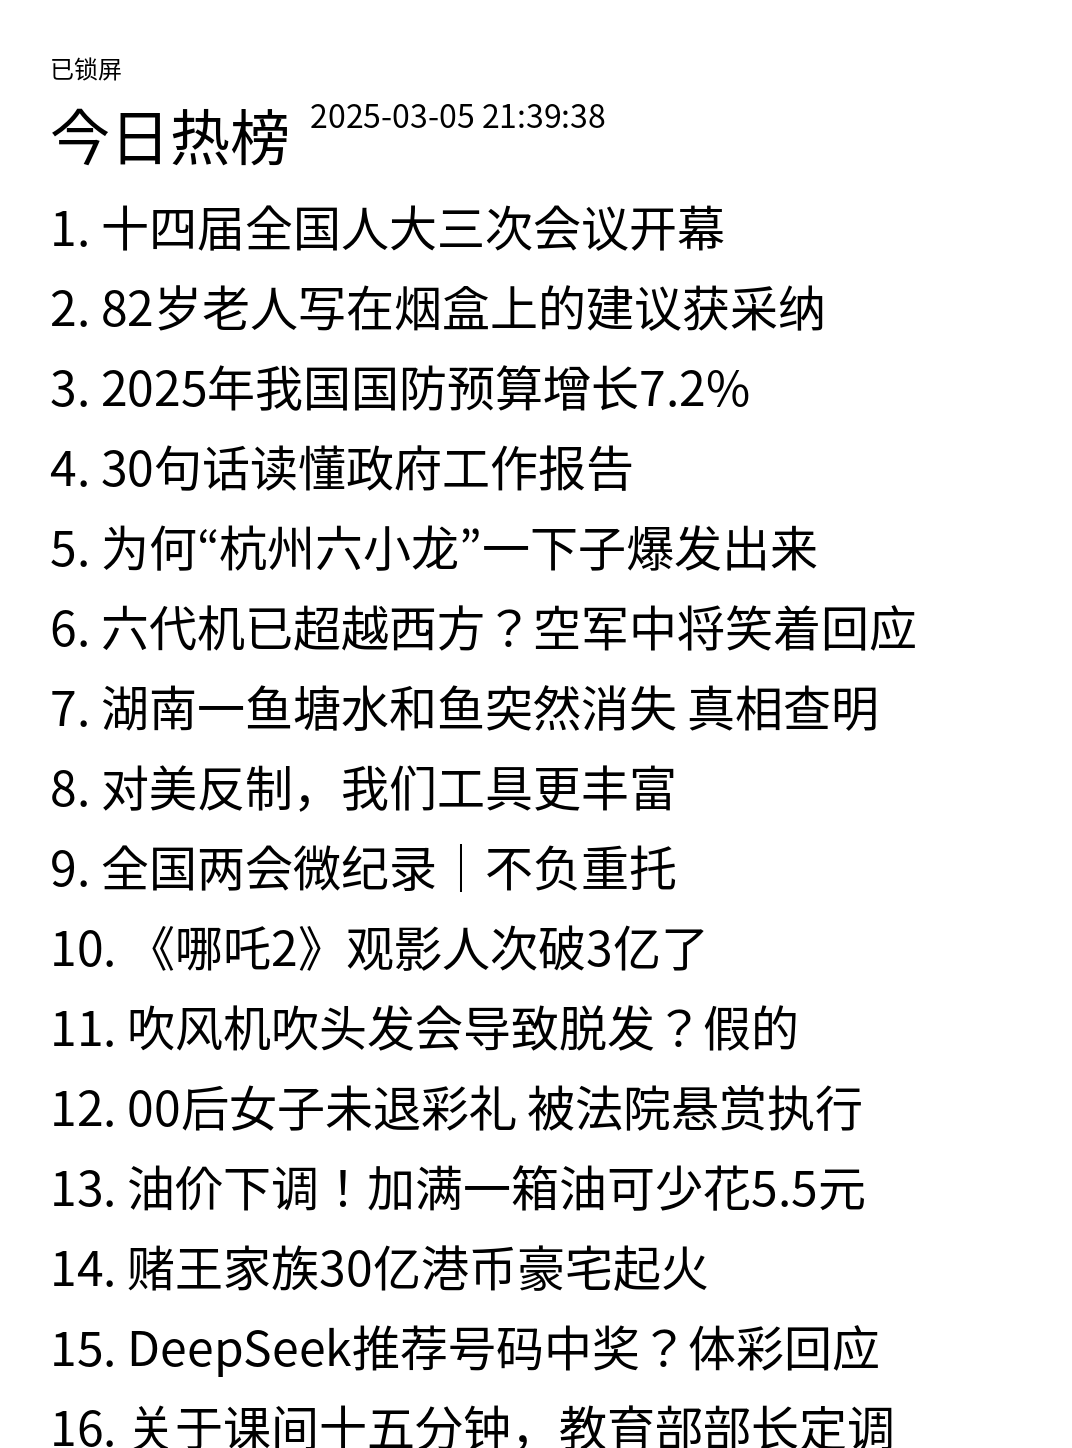 已锁屏
今日热榜 2025-03-05 21:39:38
1. 十四届全国人大三次会议开幕
2. 82岁老人写在烟盒上的建议获采纳
3. 2025年我国国防预算增长7.2%
4. 30句话读懂政府工作报告
5. 为何“杭州六小龙”一下子爆发出来
6. 六代机已超越西方？空军中将笑着回应
7. 湖南一鱼塘水和鱼突然消失 真相查明
8. 对美反制，我们工具更丰富
9. 全国两会微纪录｜不负重托
10. 《哪吒2》观影人次破3亿了
11. 吹风机吹头发会导致脱发？假的
12. 00后女子未退彩礼 被法院悬赏执行
13. 油价下调！加满一箱油可少花5.5元
14. 赌王家族30亿港币豪宅起火
15. DeepSeek推荐号码中奖？体彩回应
16. 关于课间十五分钟，教育部部长定调